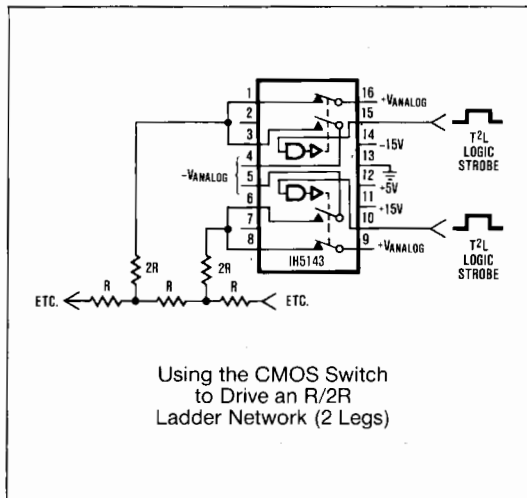 1
2
3
4
5
6
7
8
16 +VANALOG
15
14 -15V
13
12 +5V
11 +15V
10
9 +VANALOG
-VANALOG
IH5143
T²L
LOGIC
STROBE
T²L
LOGIC
STROBE
2R
2R
ETC.
R
R
R
ETC.
Using the CMOS Switch
to Drive an R/2R
Ladder Network (2 Legs)